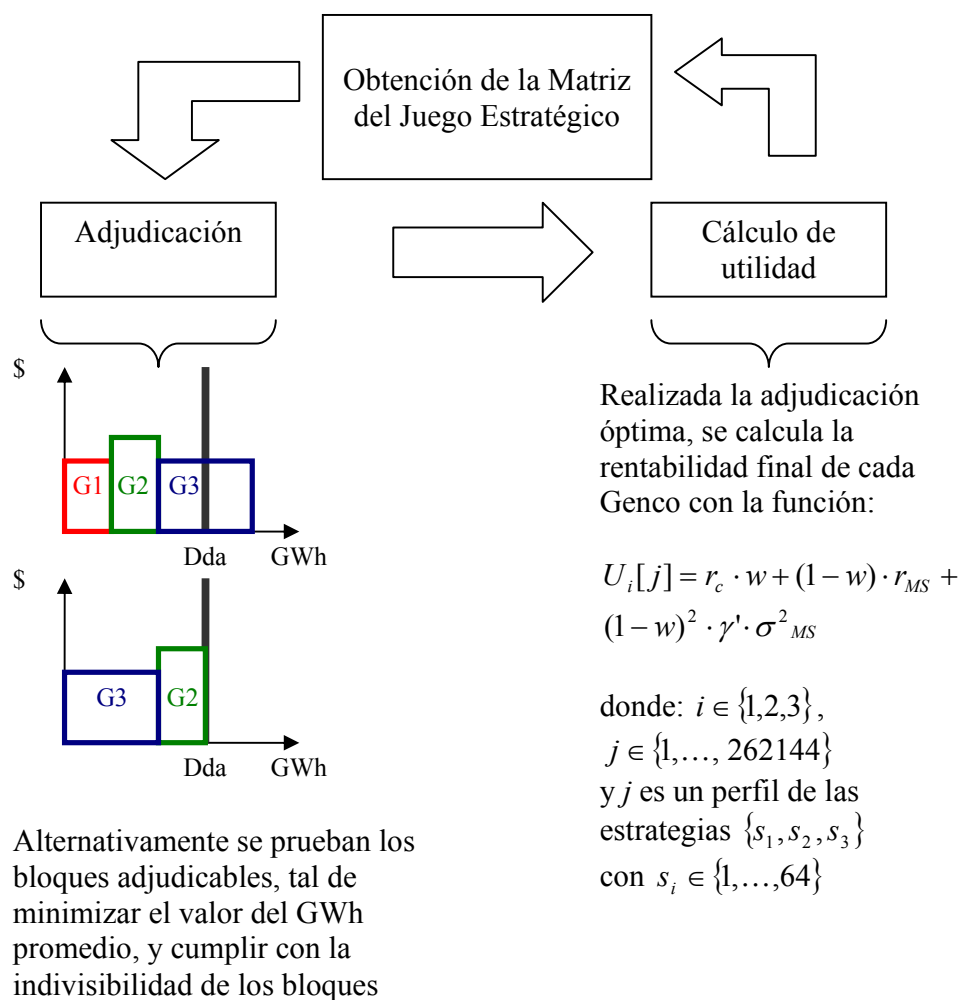 Obtención de la Matriz
del Juego Estratégico
Adjudicación
Cálculo de
utilidad
$
G1 G2 G3
Dda GWh
$
G3 G2
Dda GWh
Alternativamente se prueban los
bloques adjudicables, tal de
minimizar el valor del GWh
promedio, y cumplir con la
indivisibilidad de los bloques
Realizada la adjudicación
óptima, se calcula la
rentabilidad final de cada
Genco con la función:
U_i[j] = r_c · w + (1 − w) · r_MS +
(1 − w)² · γ' · σ²_MS
donde: i ∈ {1,2,3},
j ∈ {1,…, 262144}
y j es un perfil de las
estrategias {s₁, s₂, s₃}
con s_i ∈ {1,…,64}